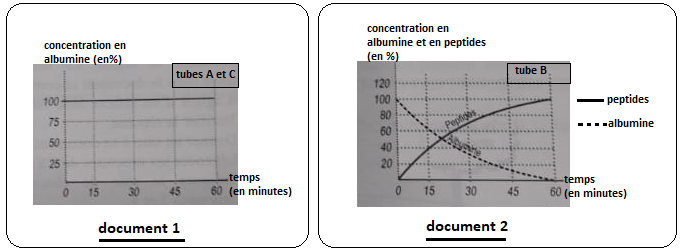 concentration en
albumine (en%)
tubes A et C
100
75
50
25
0 15 30 45 60
temps
(en minutes)
document 1
concentration en
albumine et en peptides
(en %)
tube B
120
100
80
60
40
20
Peptides
Albumine
0 15 30 45 60
temps
(en minutes)
peptides
albumine
document 2